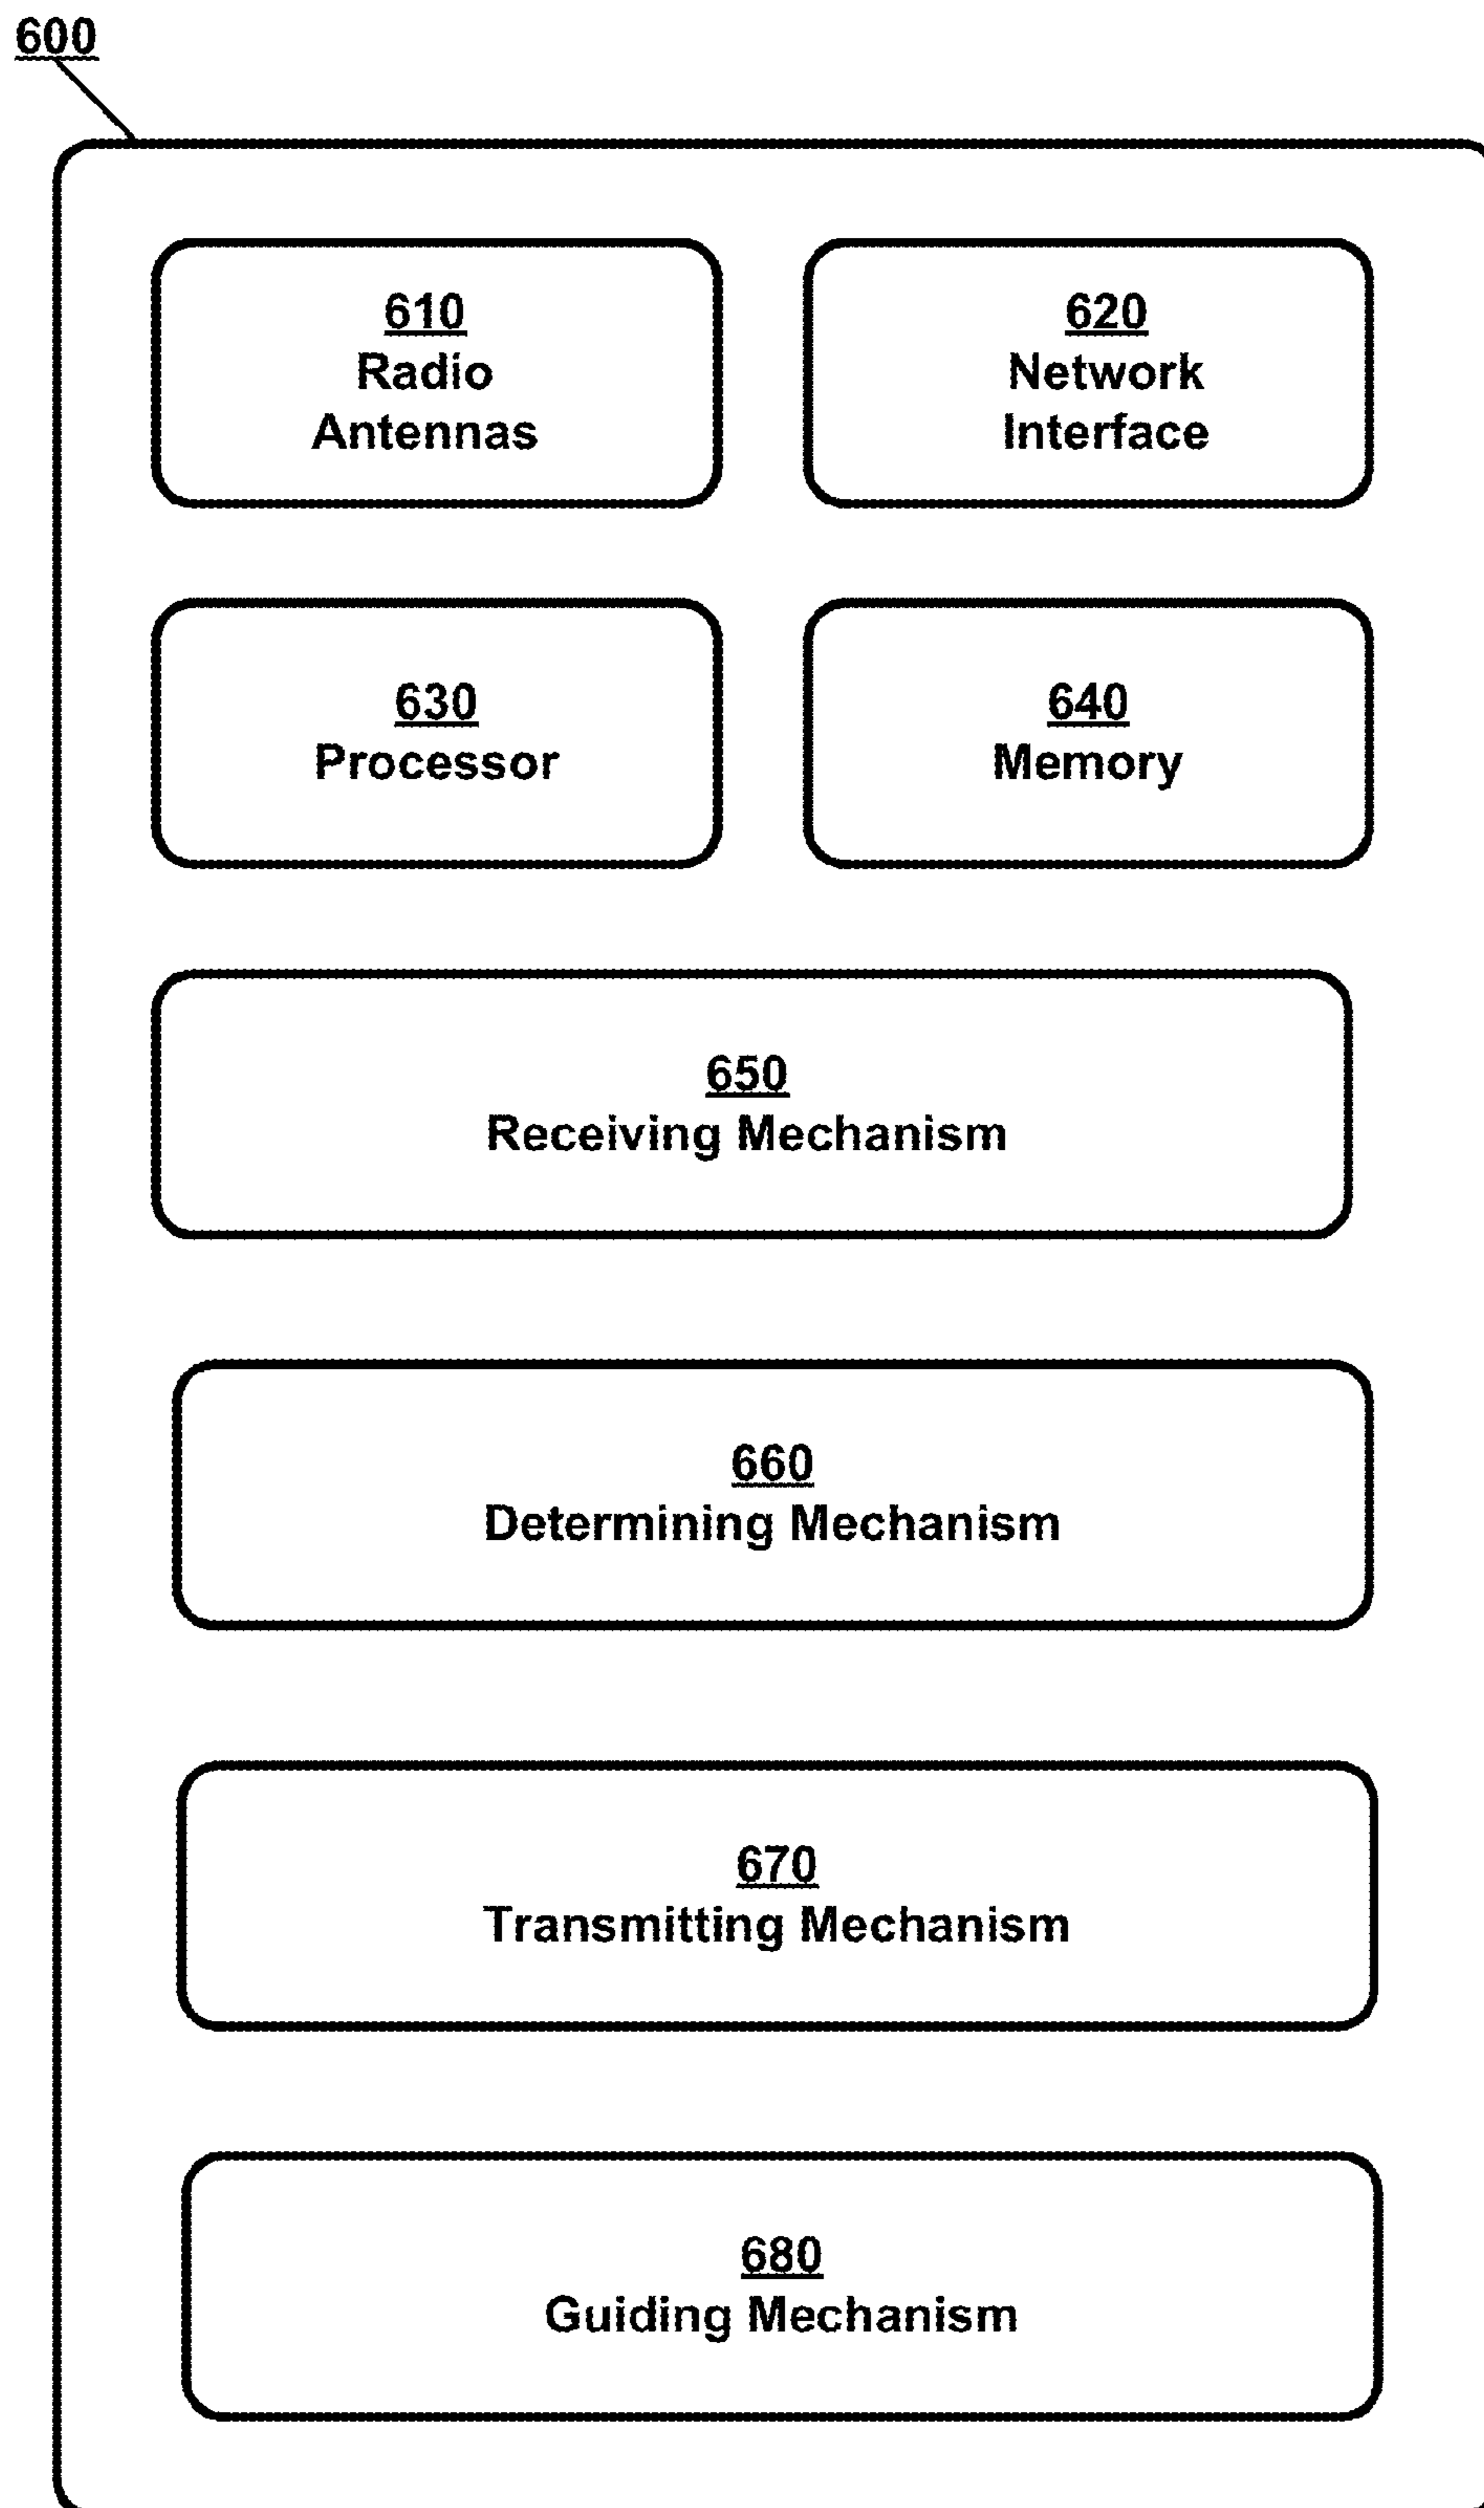 600
610
Radio
Antennas
620
Network
Interface
630
Processor
640
Memory
650
Receiving Mechanism
660
Determining Mechanism
670
Transmitting Mechanism
680
Guiding Mechanism